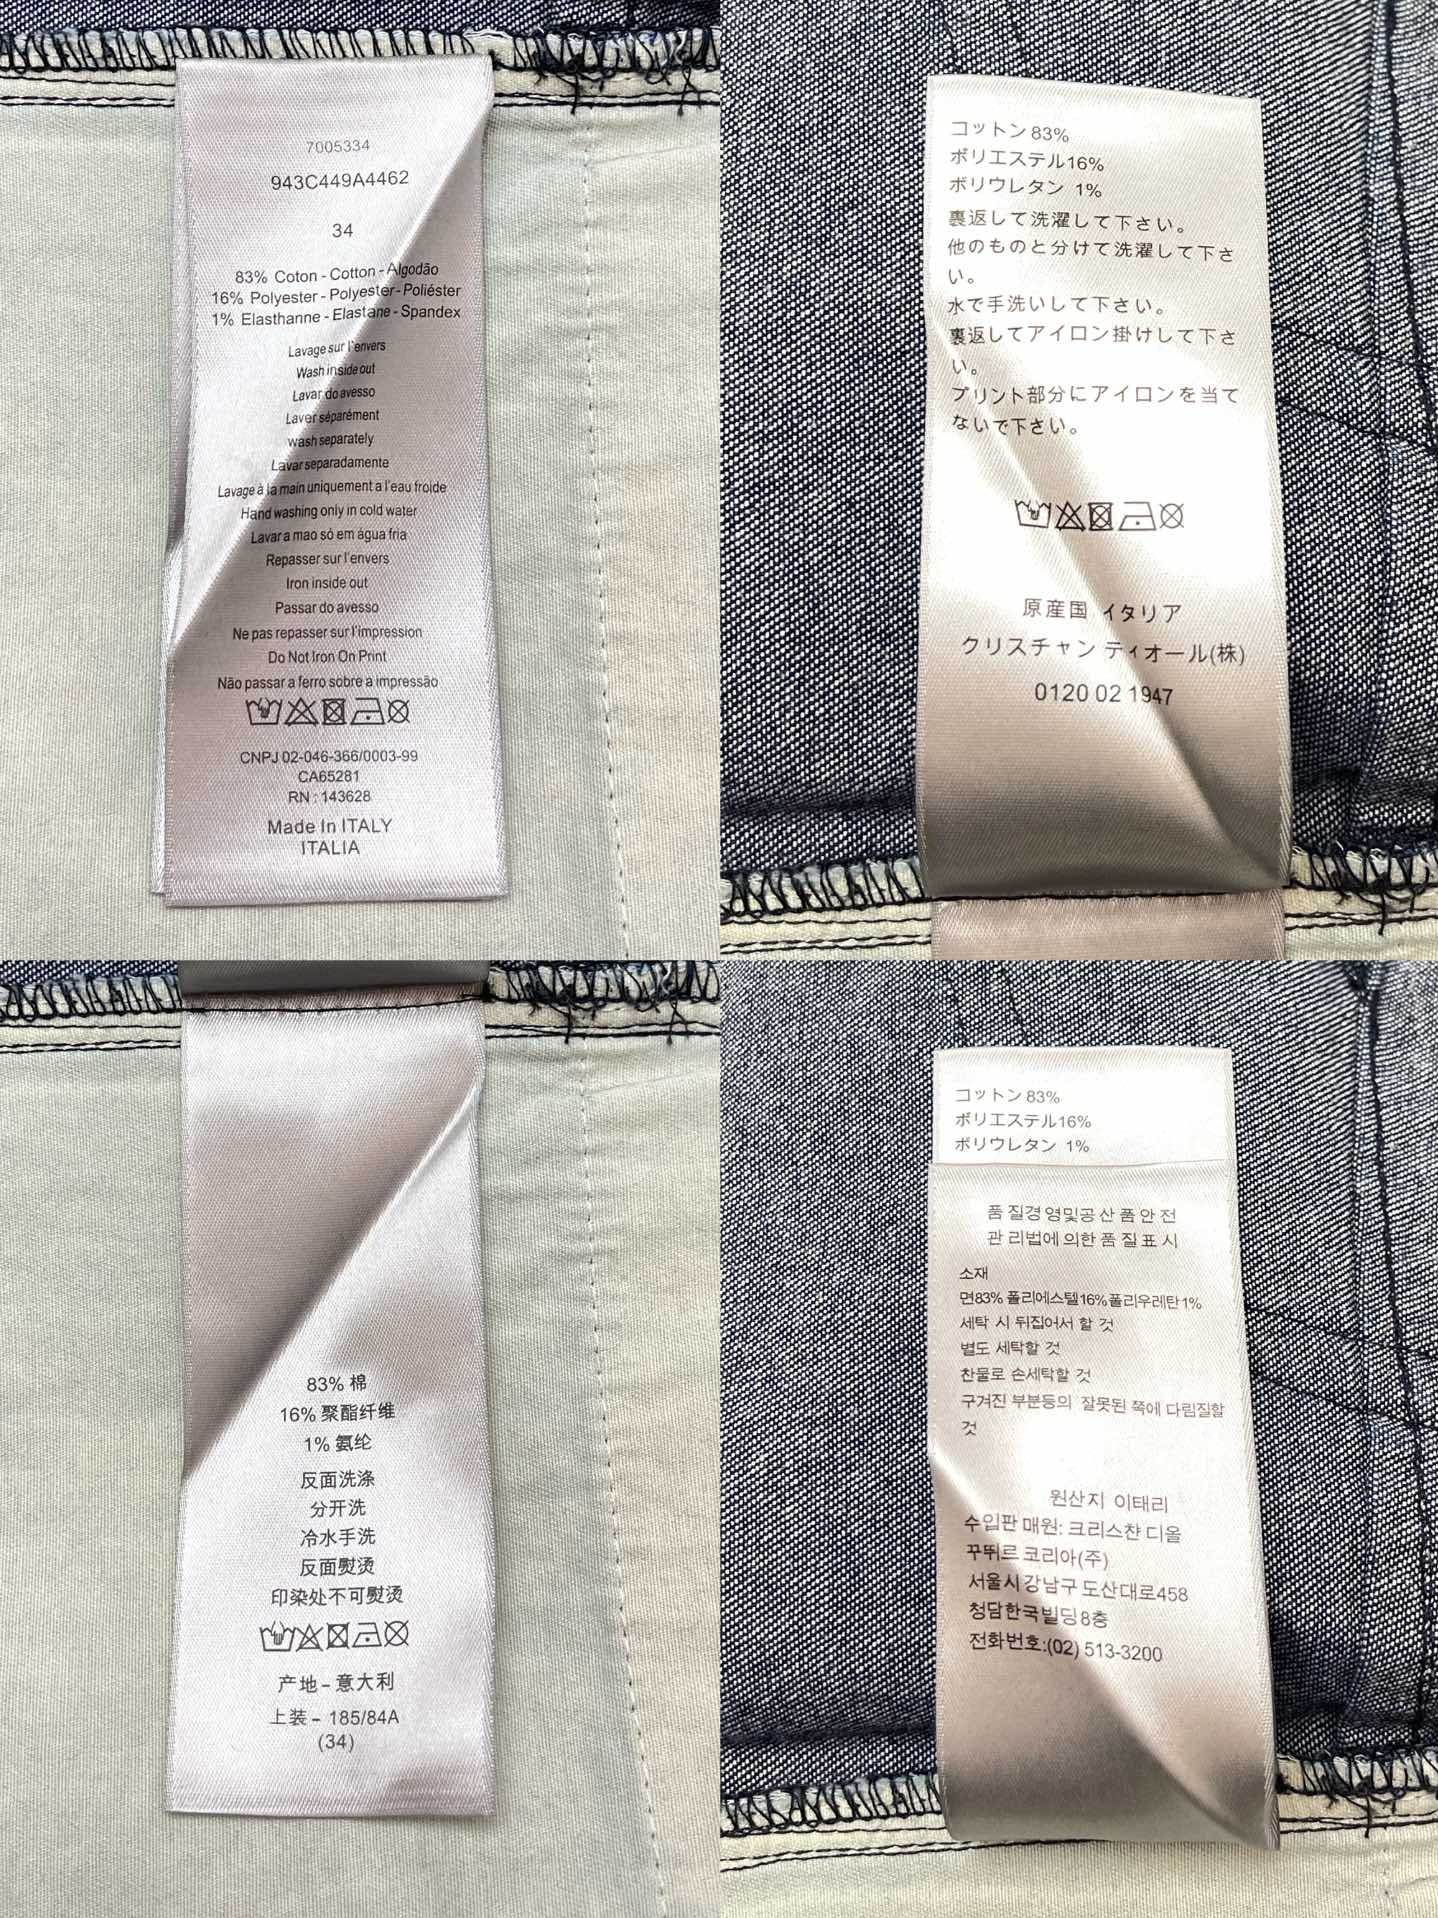 7005334
943C449A4462
34
83% Coton - Cotton - Algodão
16% Polyester - Polyester - Poliéster
1% Elasthanne - Elastane - Spandex
Lavage sur l'envers
Wash inside out
Lavar do avesso
Laver séparément
wash separately
Lavar separadamente
Lavage à la main uniquement a l'eau froide
Hand washing only in cold water
Lavar a mao só em água fria
Repasser sur l'envers
Iron inside out
Passar do avesso
Ne pas repasser sur l'impression
Do Not Iron On Print
Não passar a ferro sobre a impressão
CNPJ 02-046-366/0003-99
CA65281
RN : 143628
Made In ITALY
ITALIA
コットン 83%
ポリエステル16%
ポリウレタン 1%
裏返して洗濯して下さい。
他のものと分けて洗濯して下さ
い。
水で手洗いして下さい。
裏返してアイロン掛けして下さ
い。
プリント部分にアイロンを当て
ないで下さい。
原産国 イタリア
クリスチャン ディオール(株)
0120 02 1947
83% 棉
16% 聚酯纤维
1% 氨纶
反面洗涤
分开洗
冷水手洗
反面熨烫
印染处不可熨烫
产地 – 意大利
上装 – 185/84A
(34)
コットン 83%
ポリエステル16%
ポリウレタン 1%
품 질경 영및공 산 품 안 전
관 리법에 의한 품 질 표 시
소재
면83% 폴리에스텔16% 폴리우레탄 1%
세탁 시 뒤집어서 할 것
별도 세탁할 것
찬물로 손세탁할 것
구겨진 부분등의 잘못된 쪽에 다림질할
것
원산지 이태리
수입판 매원: 크리스챤 디올
꾸뛰르 코리아(주)
서울시 강남구 도산대로458
청담한국빌딩8층
전화번호:(02) 513-3200